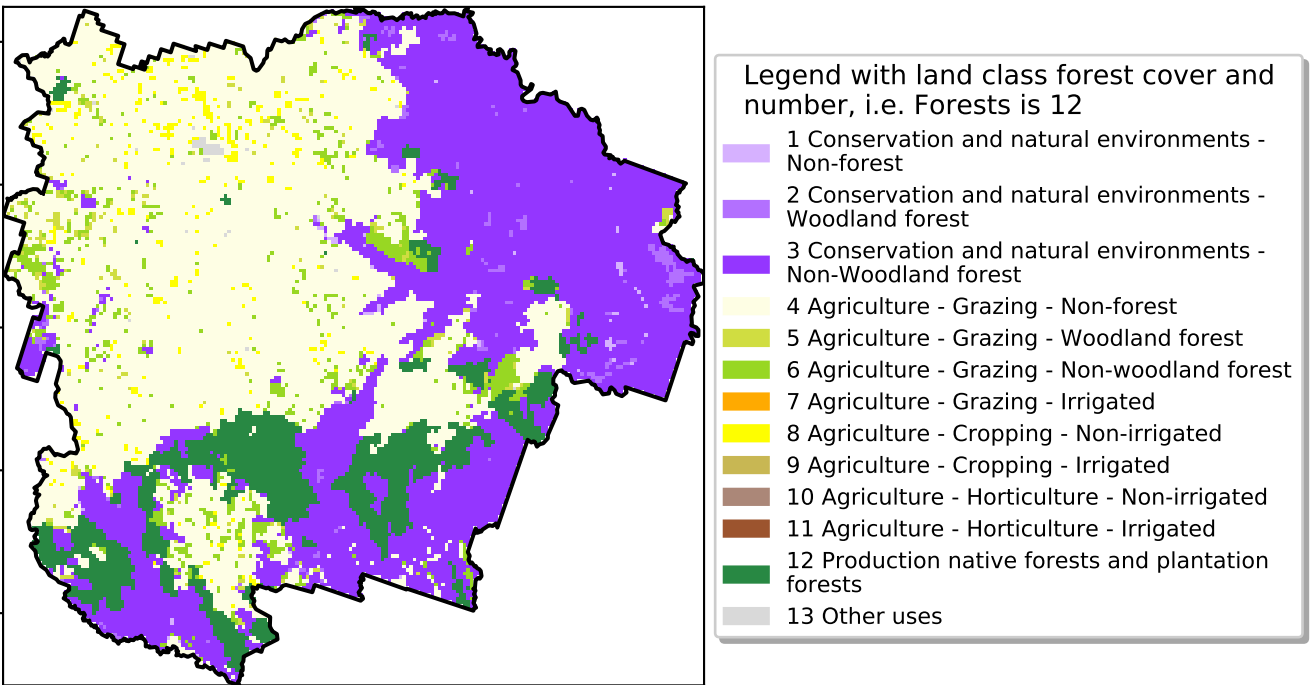 Legend with land class forest cover and
number, i.e. Forests is 12
1 Conservation and natural environments -
Non-forest
2 Conservation and natural environments -
Woodland forest
3 Conservation and natural environments -
Non-Woodland forest
4 Agriculture - Grazing - Non-forest
5 Agriculture - Grazing - Woodland forest
6 Agriculture - Grazing - Non-woodland forest
7 Agriculture - Grazing - Irrigated
8 Agriculture - Cropping - Non-irrigated
9 Agriculture - Cropping - Irrigated
10 Agriculture - Horticulture - Non-irrigated
11 Agriculture - Horticulture - Irrigated
12 Production native forests and plantation
forests
13 Other uses